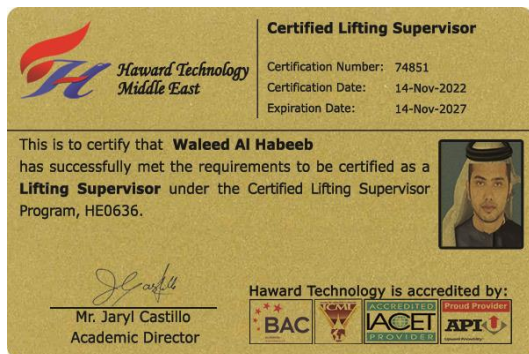 Haward Technology
Middle East
Certified Lifting Supervisor
Certification Number: 74851
Certification Date: 14-Nov-2022
Expiration Date: 14-Nov-2027
This is to certify that Waleed Al Habeeb
has successfully met the requirements to be certified as a
Lifting Supervisor under the Certified Lifting Supervisor
Program, HE0636.
Mr. Jaryl Castillo
Academic Director
Haward Technology is accredited by:
BAC
ACCREDITED
IACET
PROVIDER
Proud Provider
API